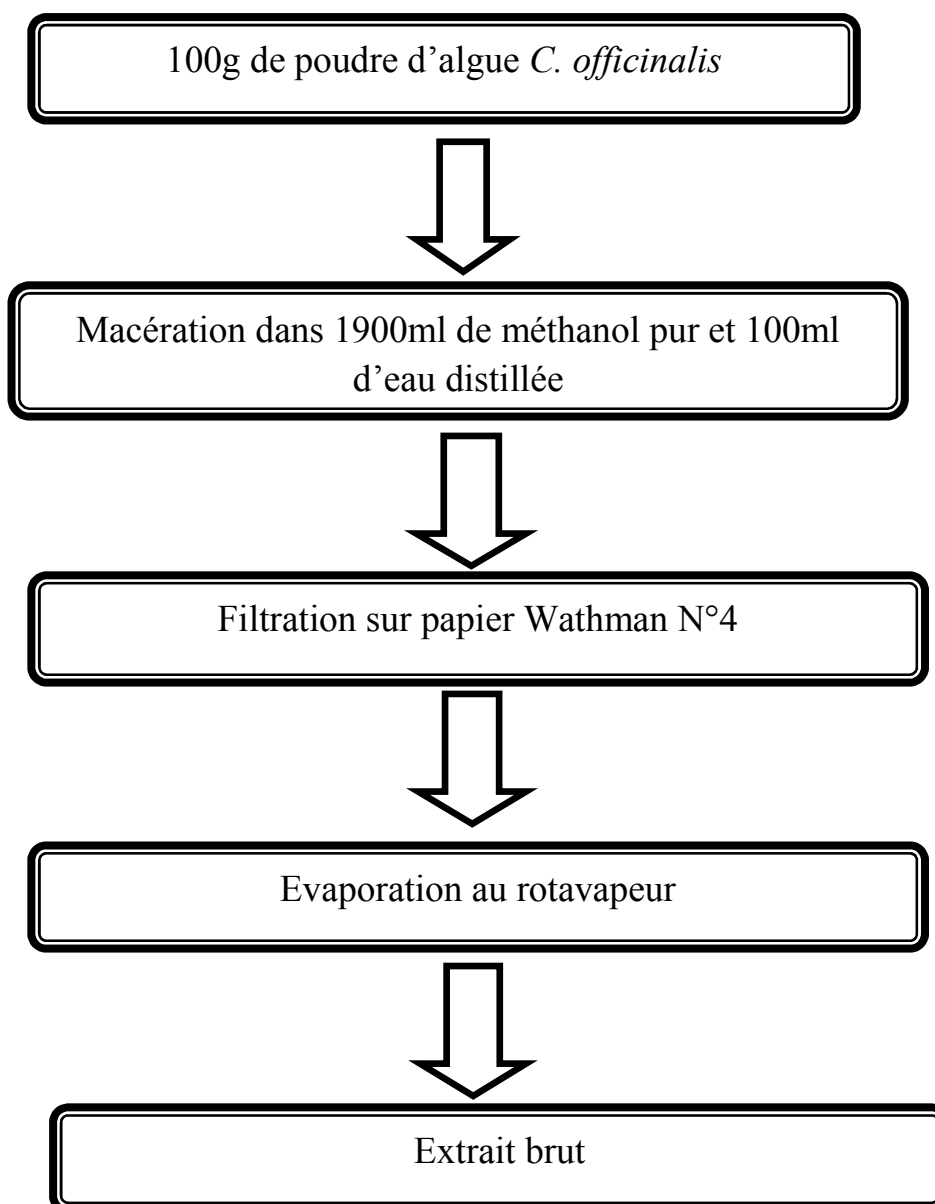 100g de poudre d’algue C. officinalis
Macération dans 1900ml de méthanol pur et 100ml
d’eau distillée
Filtration sur papier Wathman N°4
Evaporation au rotavapeur
Extrait brut